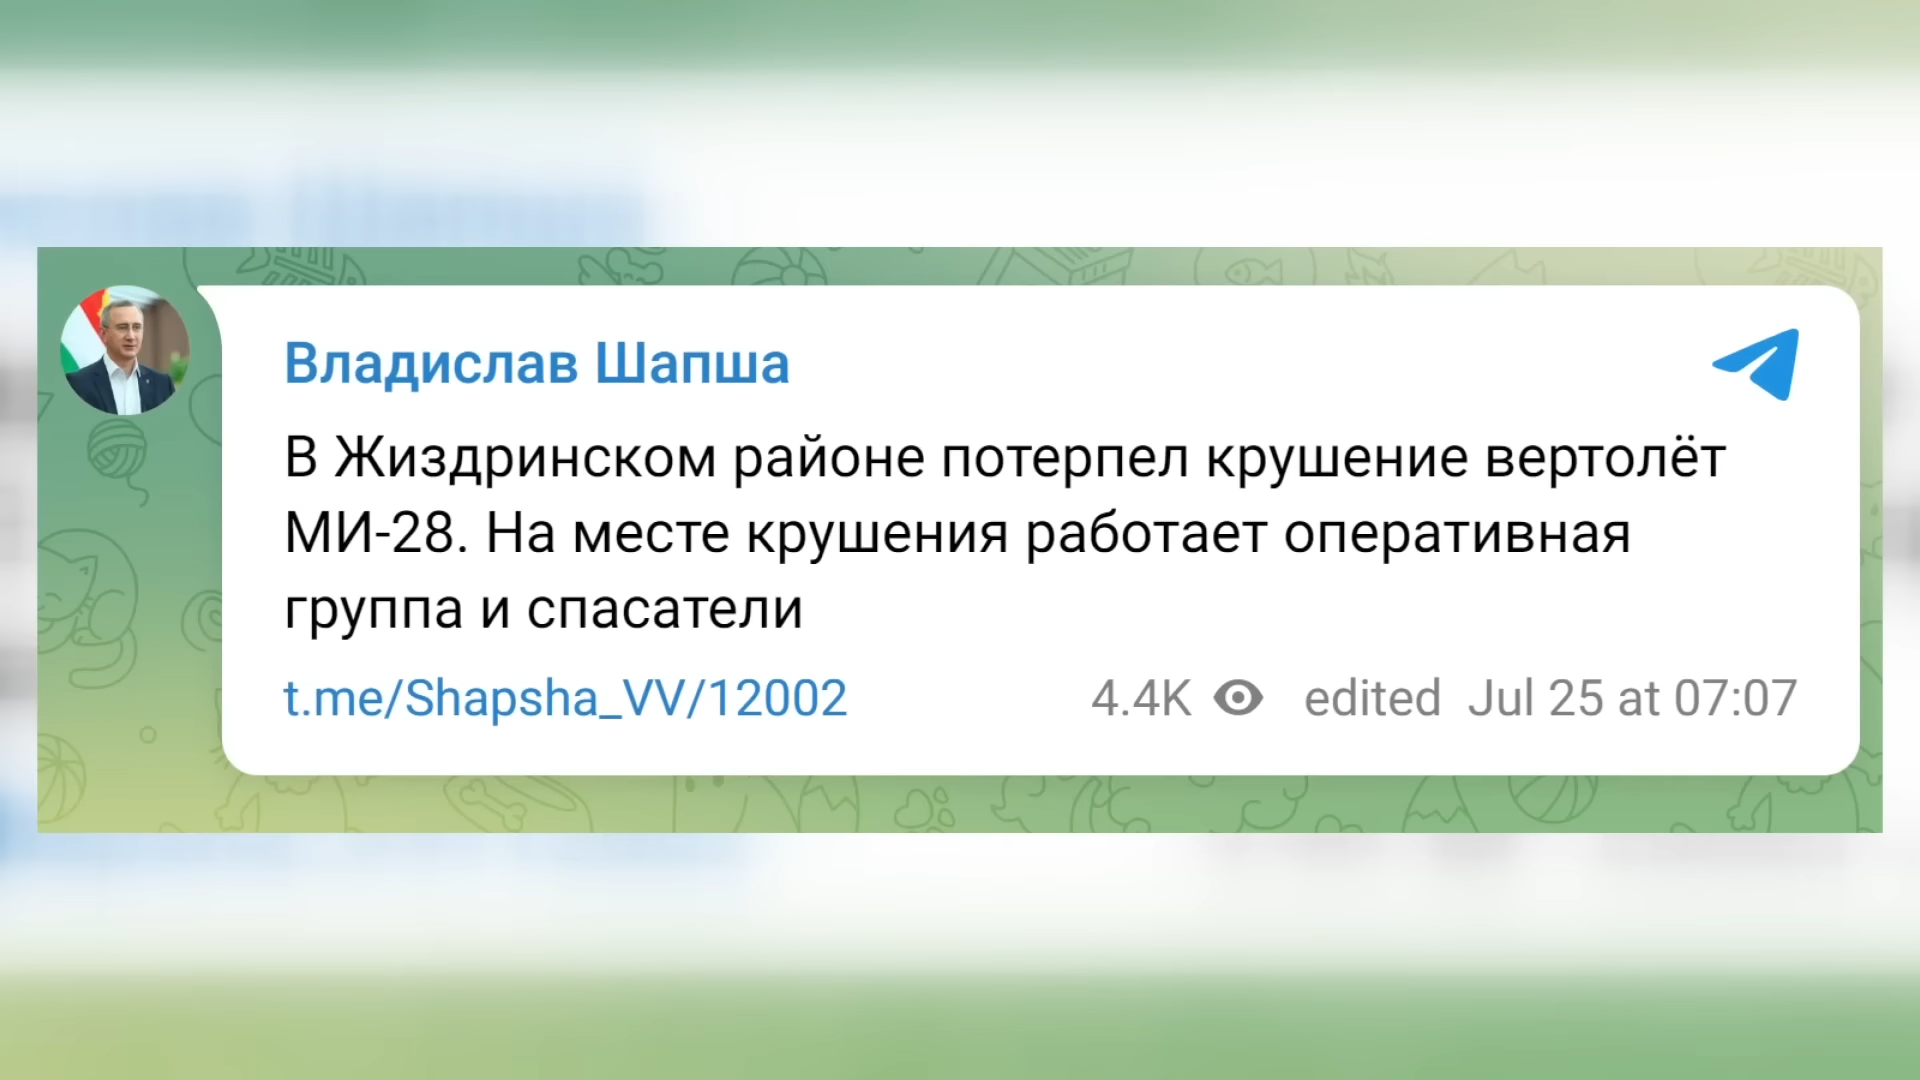 Владислав Шапша
В Жиздринском районе потерпел крушение вертолёт
МИ-28. На месте крушения работает оперативная
группа и спасатели
t.me/Shapsha_VV/12002 4.4K edited Jul 25 at 07:07